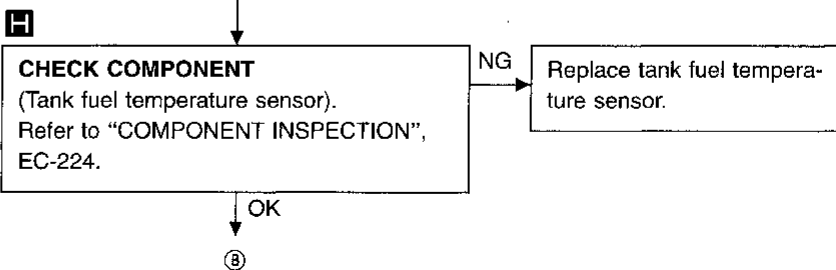 H
CHECK COMPONENT
(Tank fuel temperature sensor).
Refer to "COMPONENT INSPECTION",
EC-224.
NG
Replace tank fuel tempera-
ture sensor.
OK
Ⓑ